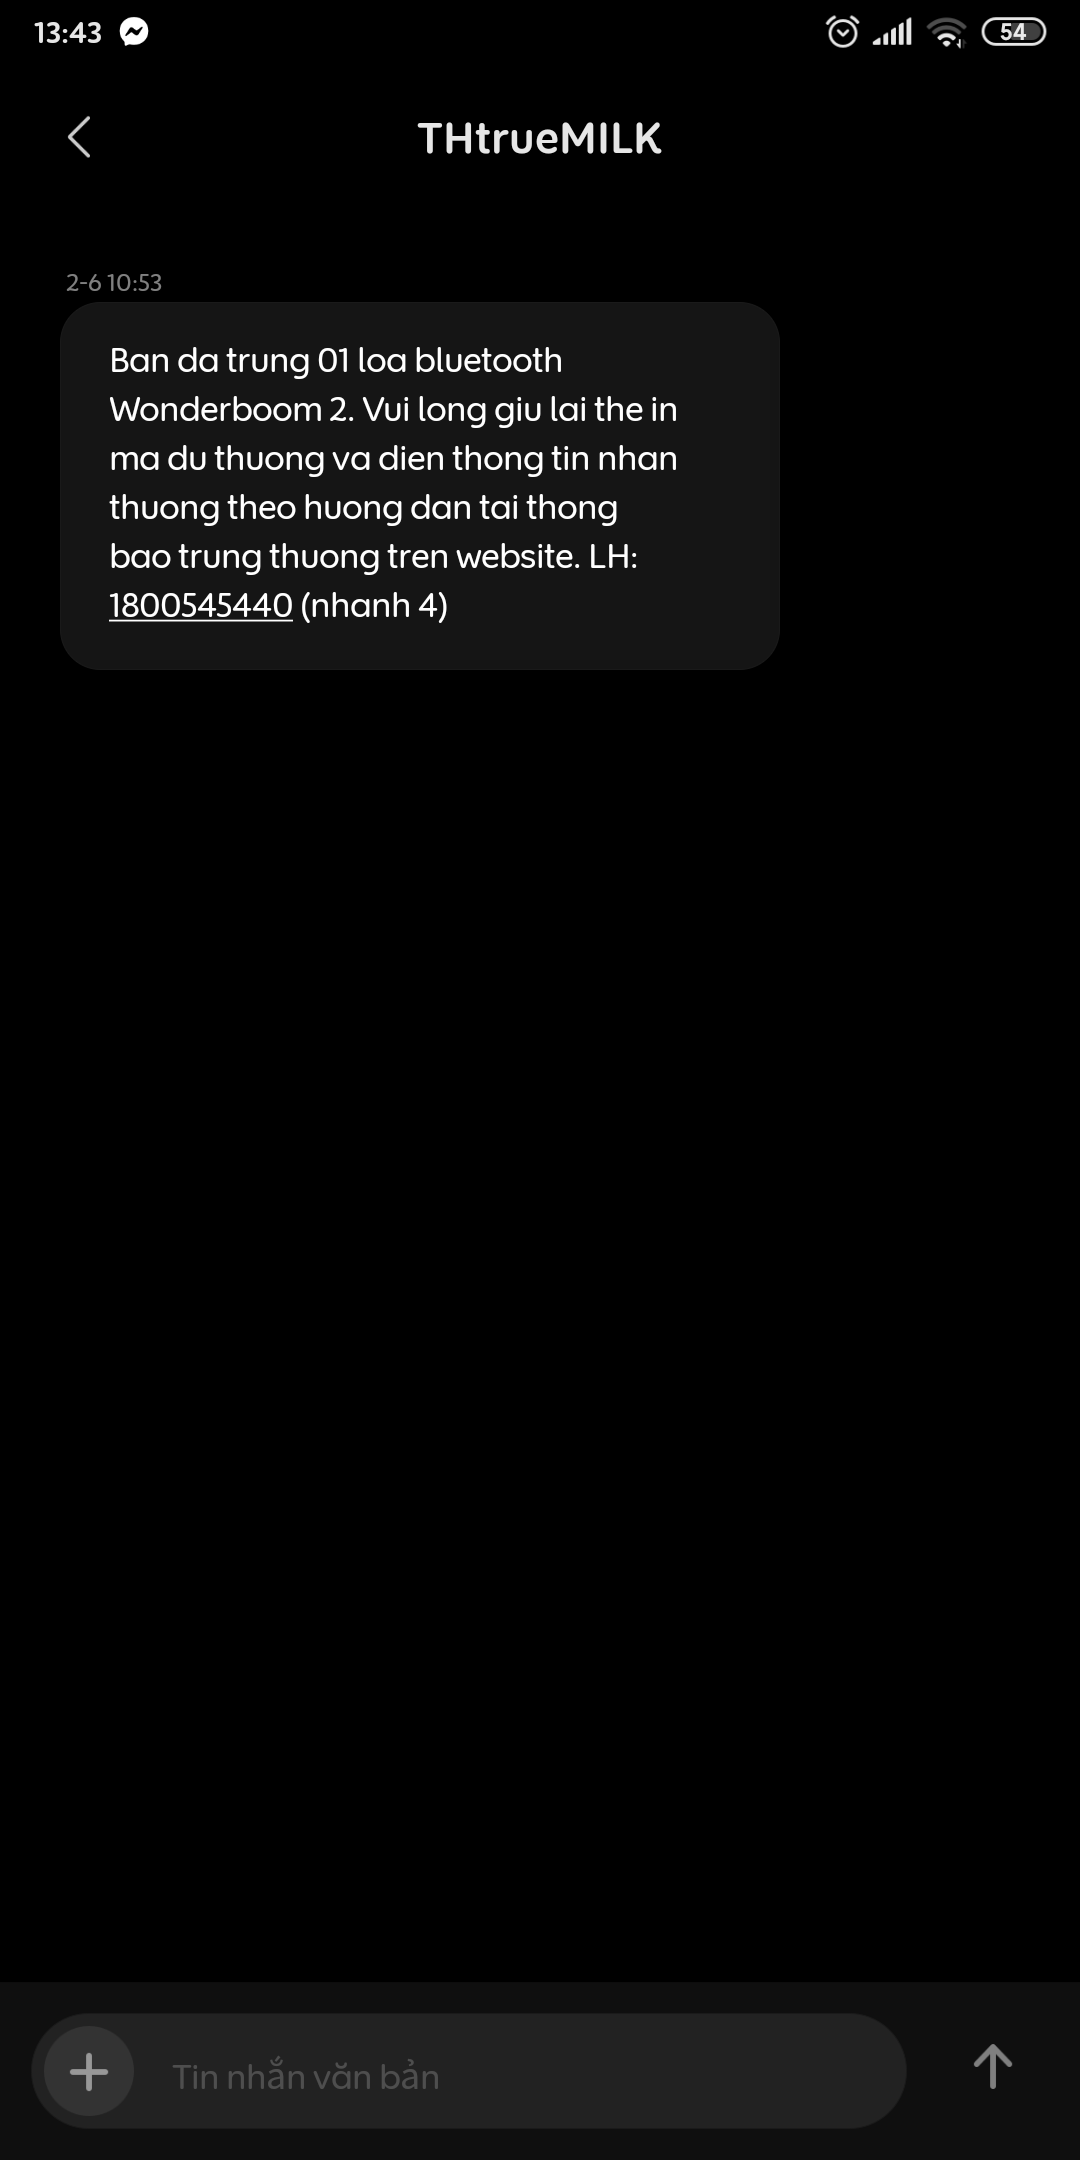 13:43
54
THtrueMILK
2-6 10:53
Ban da trung 01 loa bluetooth
Wonderboom 2. Vui long giu lai the in
ma du thuong va dien thong tin nhan
thuong theo huong dan tai thong
bao trung thuong tren website. LH:
1800545440 (nhanh 4)
Tin nhắn văn bản